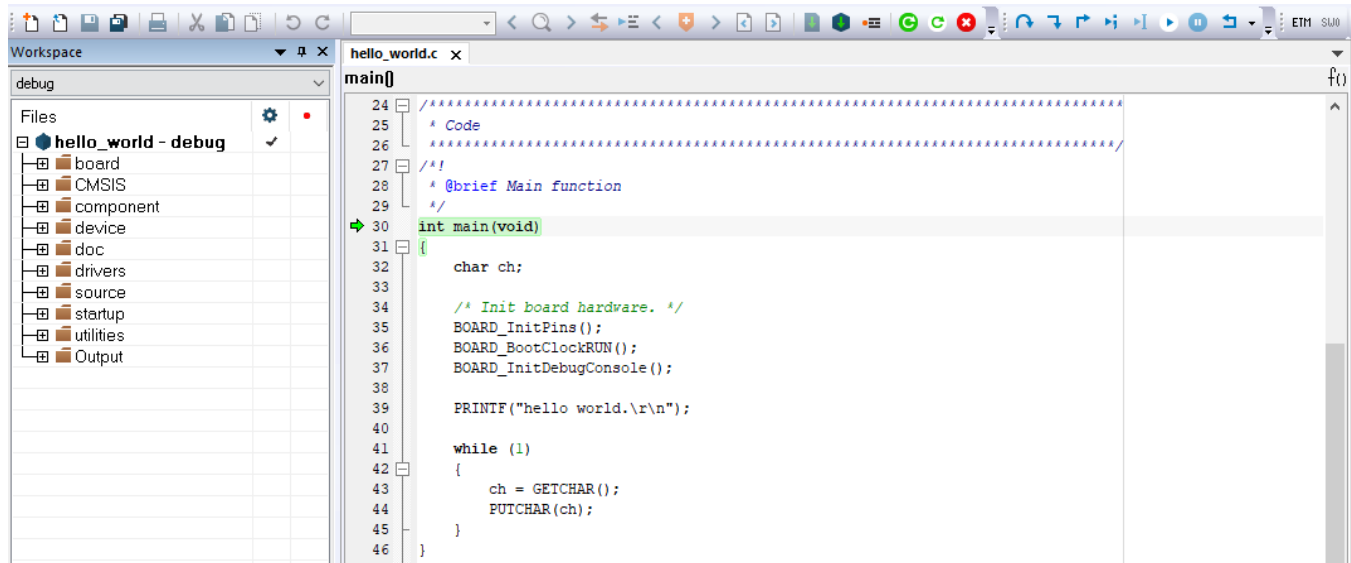 ETM SWO
Workspace
debug
Files
hello_world - debug
board
CMSIS
component
device
doc
drivers
source
startup
utilities
Output
hello_world.c
main()
f()
24 /*******************************************************************************
25  * Code
26  ******************************************************************************/
27 /*!
28  * @brief Main function
29  */
30 int main(void)
31 {
32     char ch;
33
34     /* Init board hardware. */
35     BOARD_InitPins();
36     BOARD_BootClockRUN();
37     BOARD_InitDebugConsole();
38
39     PRINTF("hello world.\r\n");
40
41     while (1)
42     {
43         ch = GETCHAR();
44         PUTCHAR(ch);
45     }
46 }